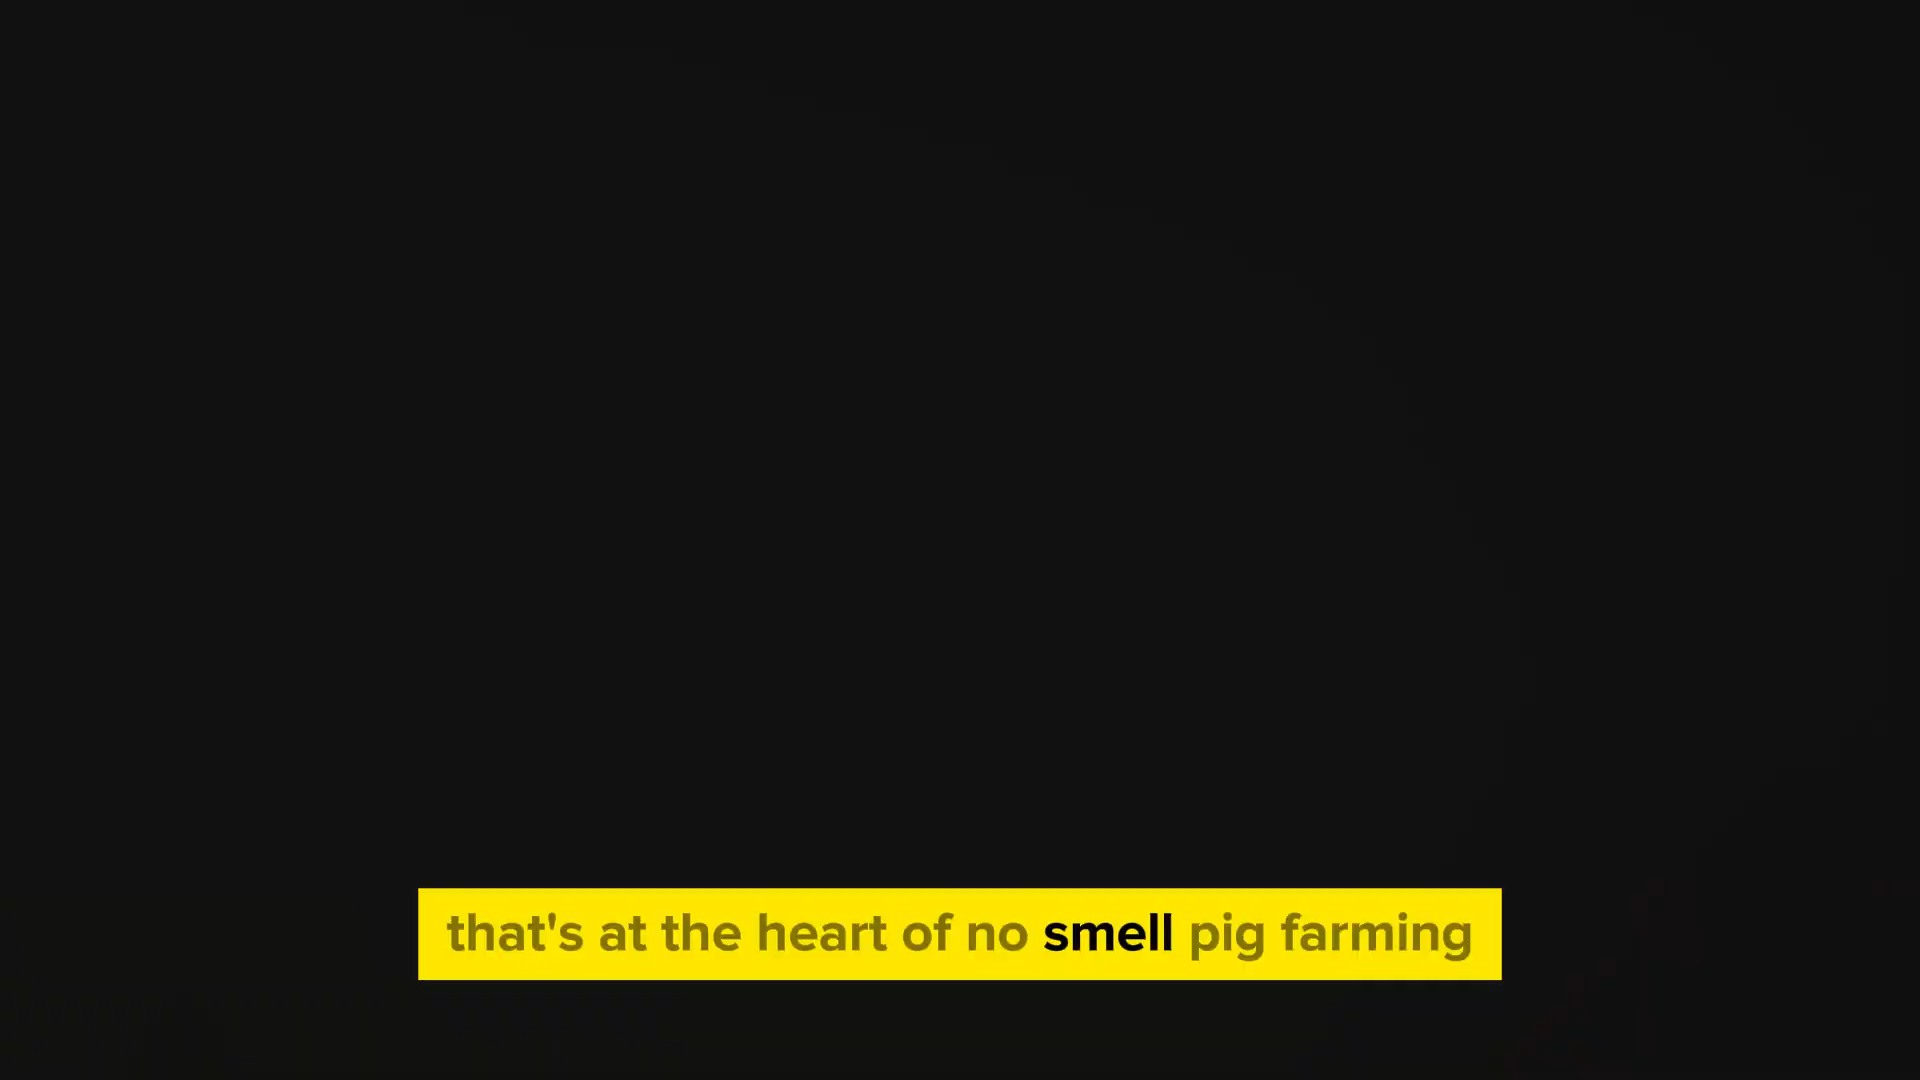 that's at the heart of no smell pig farming